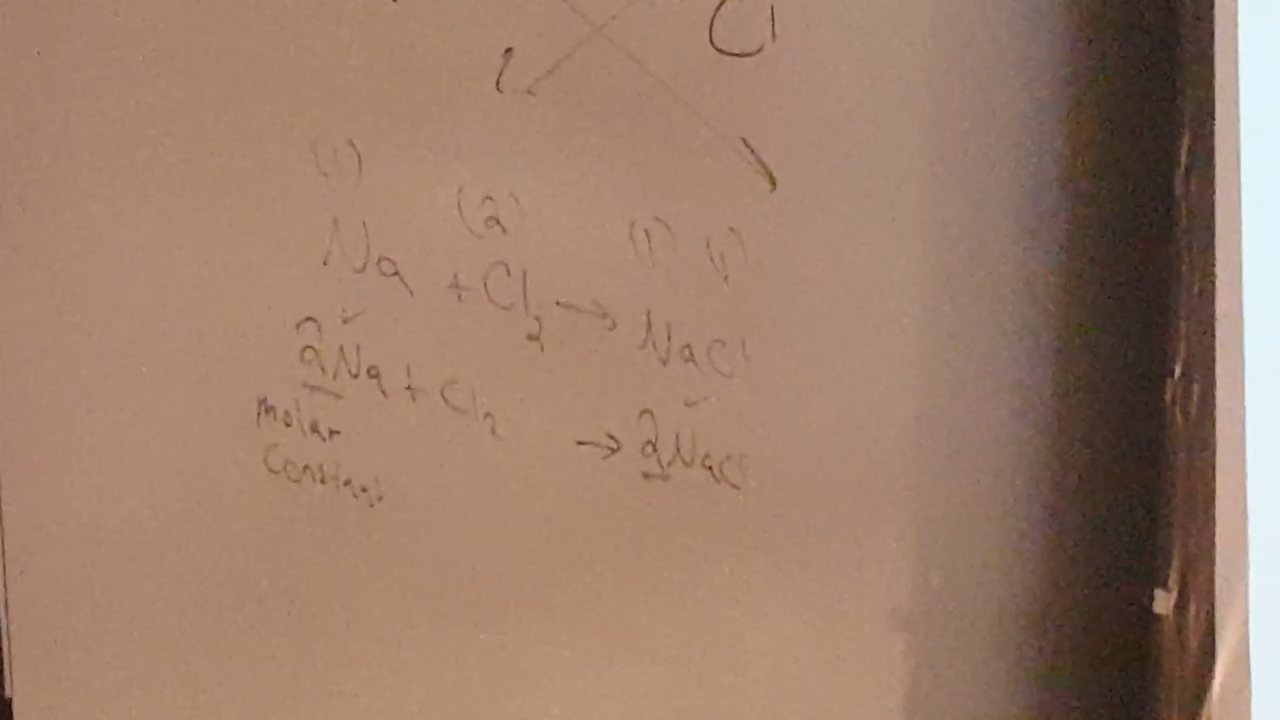 Cl
(1) (2) (1) (1)
Na + Cl₂ → NaCl
2Na + Cl₂ → 2NaCl
molar